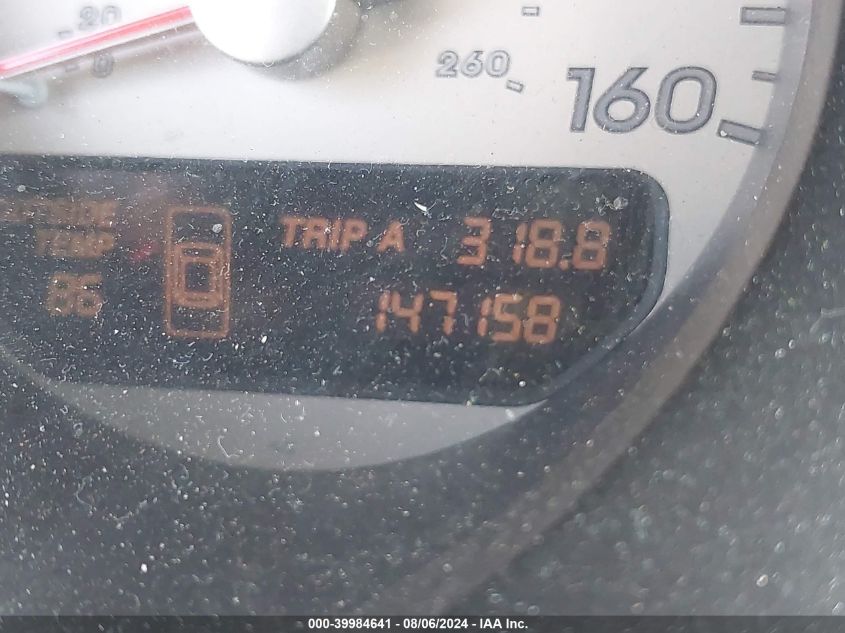 20
0
260
160
OUTSIDE
TEMP
86
TRIP A 318.8
147158
000-39984641 - 08/06/2024 - IAA Inc.